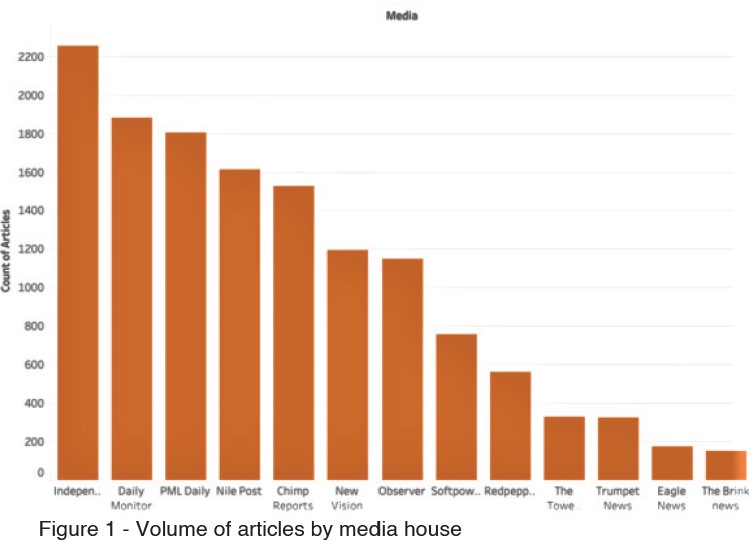 Media
Count of Articles
2200
2000
1800
1600
1400
1200
1000
800
600
400
200
0
Indepen.. Daily PML Daily Nile Post Chimp New Observer Softpow.. Redpepp.. The Trumpet Eagle The Brink
Monitor Reports Vision Towe . News News news
Figure 1 - Volume of articles by media house